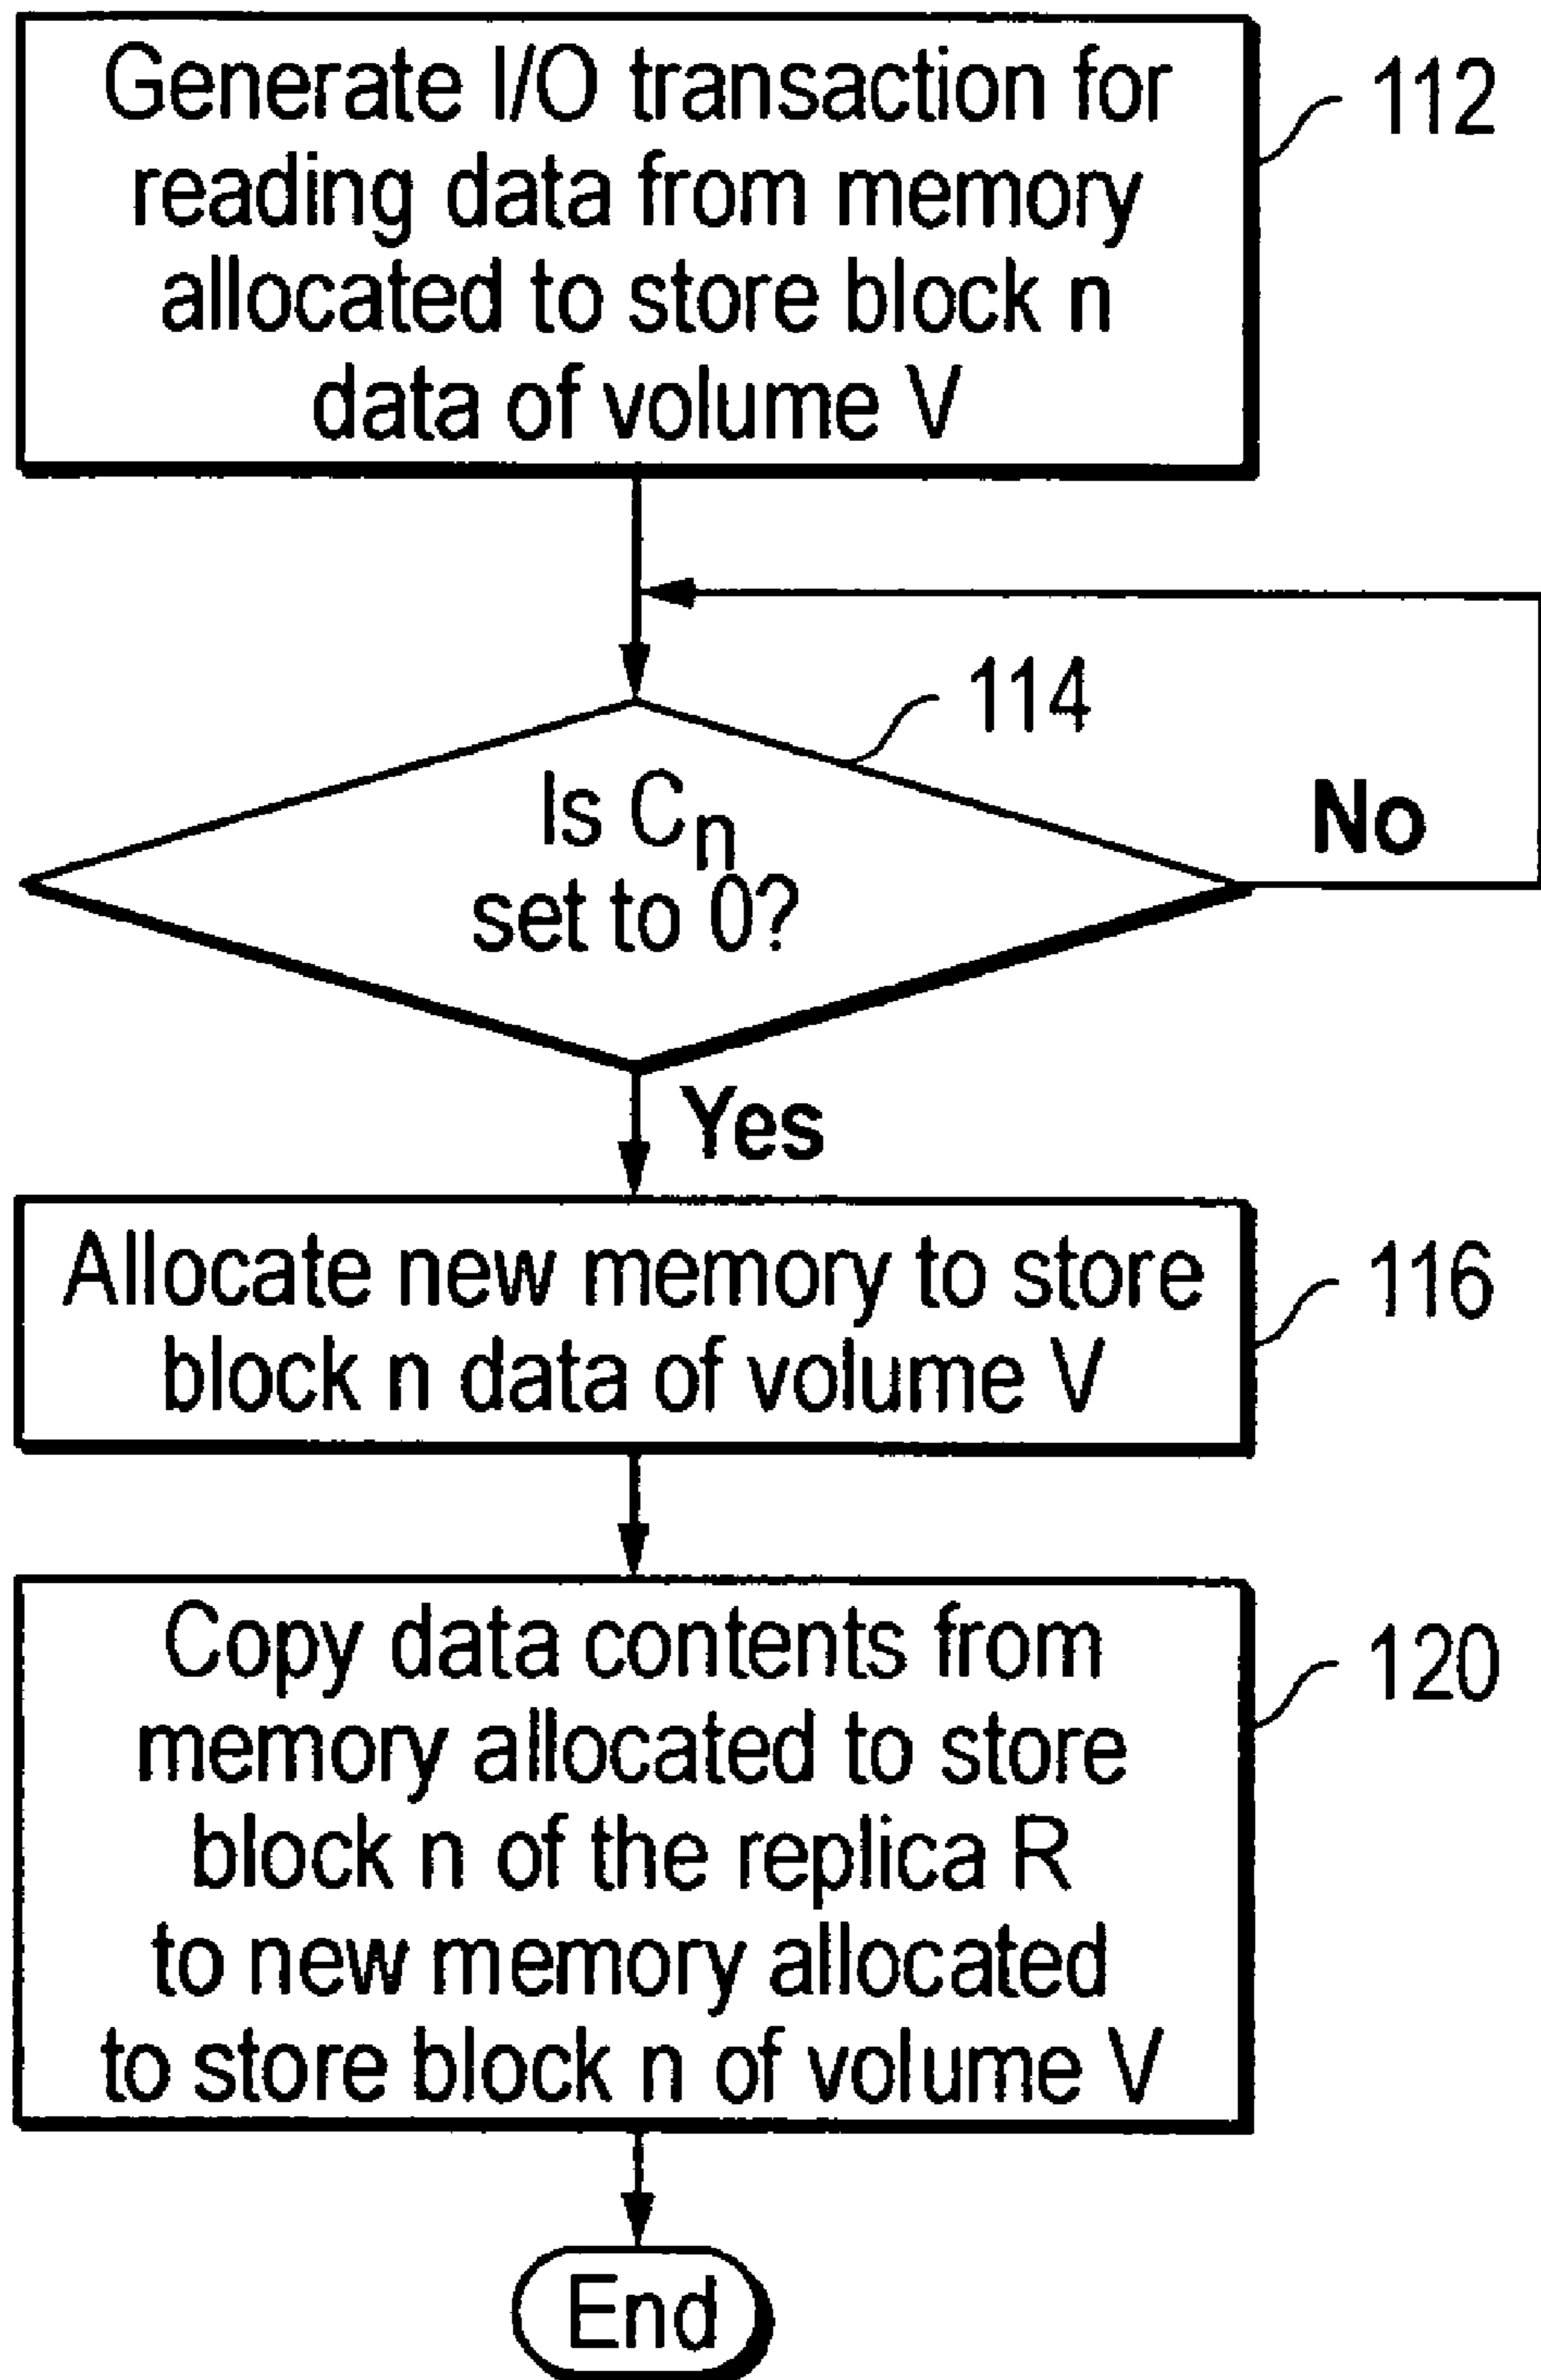 Generate I/O transaction for
reading data from memory
allocated to store block n
data of volume V
112
114
Is Cn
set to 0?
No
Yes
Allocate new memory to store
block n data of volume V
116
Copy data contents from
memory allocated to store
block n of the replica R
to new memory allocated
to store block n of volume V
120
End